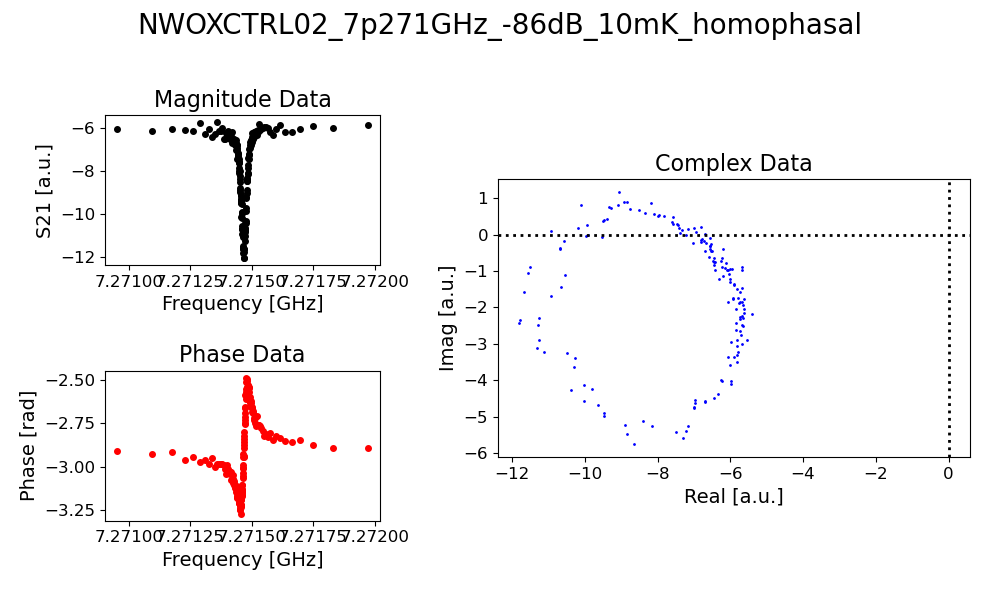 NWOXCTRL02_7p271GHz_-86dB_10mK_homophasal
Magnitude Data
S21 [a.u.]
−6
−8
−10
−12
7.27100 7.27125 7.27150 7.27175 7.27200
Frequency [GHz]
Phase Data
Phase [rad]
−2.50
−2.75
−3.00
−3.25
7.27100 7.27125 7.27150 7.27175 7.27200
Frequency [GHz]
Complex Data
Imag [a.u.]
1
0
−1
−2
−3
−4
−5
−6
−12 −10 −8 −6 −4 −2 0
Real [a.u.]